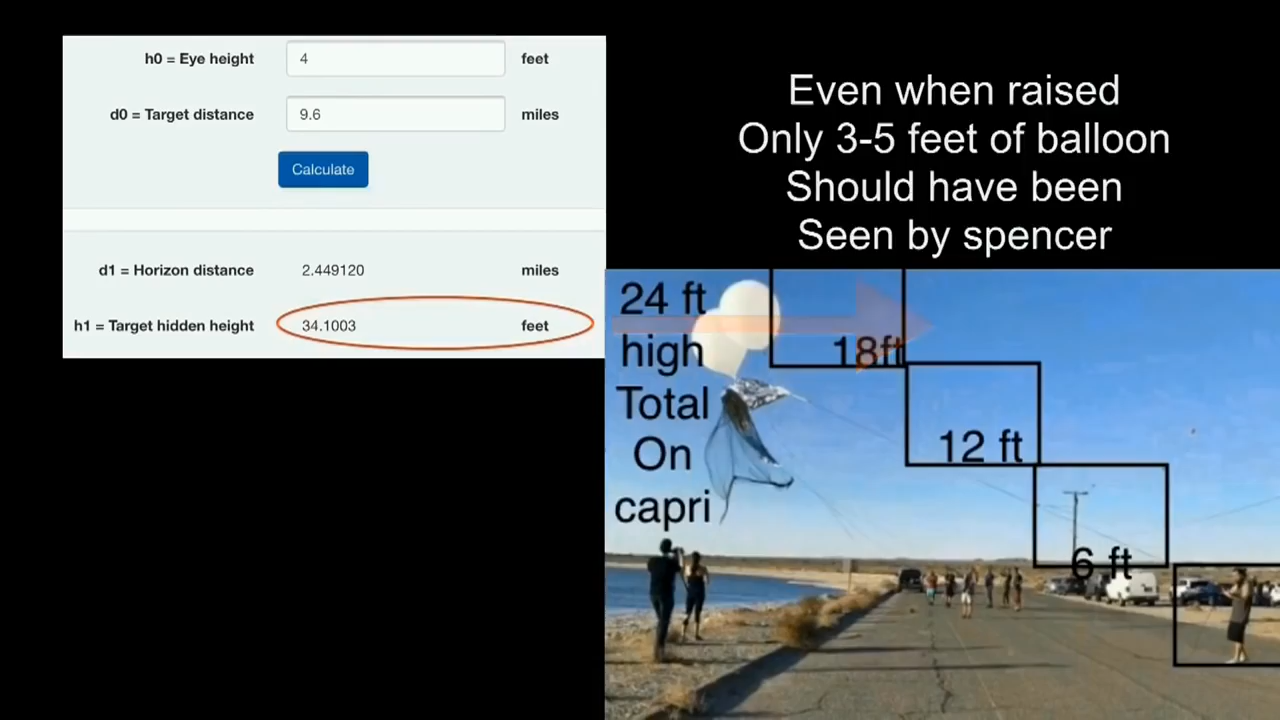 h0 = Eye height 4 feet
d0 = Target distance 9.6 miles
Calculate
d1 = Horizon distance 2.449120 miles
h1 = Target hidden height 34.1003 feet
Even when raised
Only 3-5 feet of balloon
Should have been
Seen by spencer
24 ft
high
Total
On
capri
18ft
12 ft
6 ft